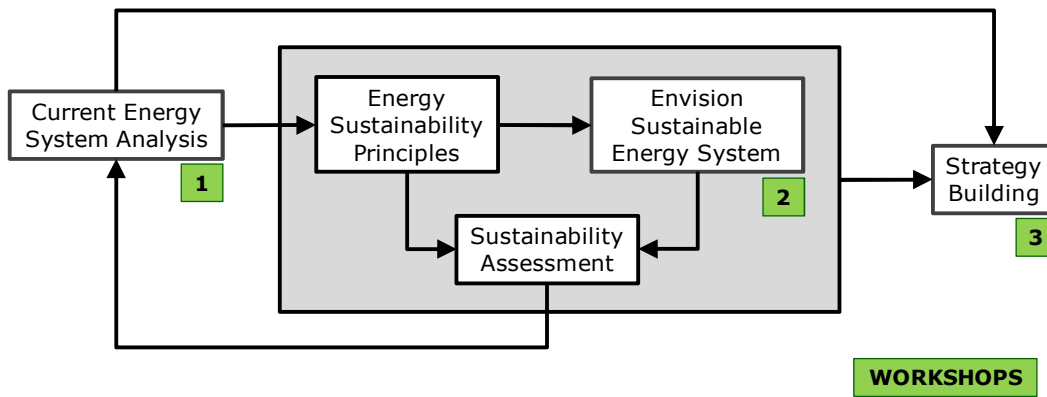 Current Energy
System Analysis
1
Energy
Sustainability
Principles
Envision
Sustainable
Energy System
2
Sustainability
Assessment
Strategy
Building
3
WORKSHOPS